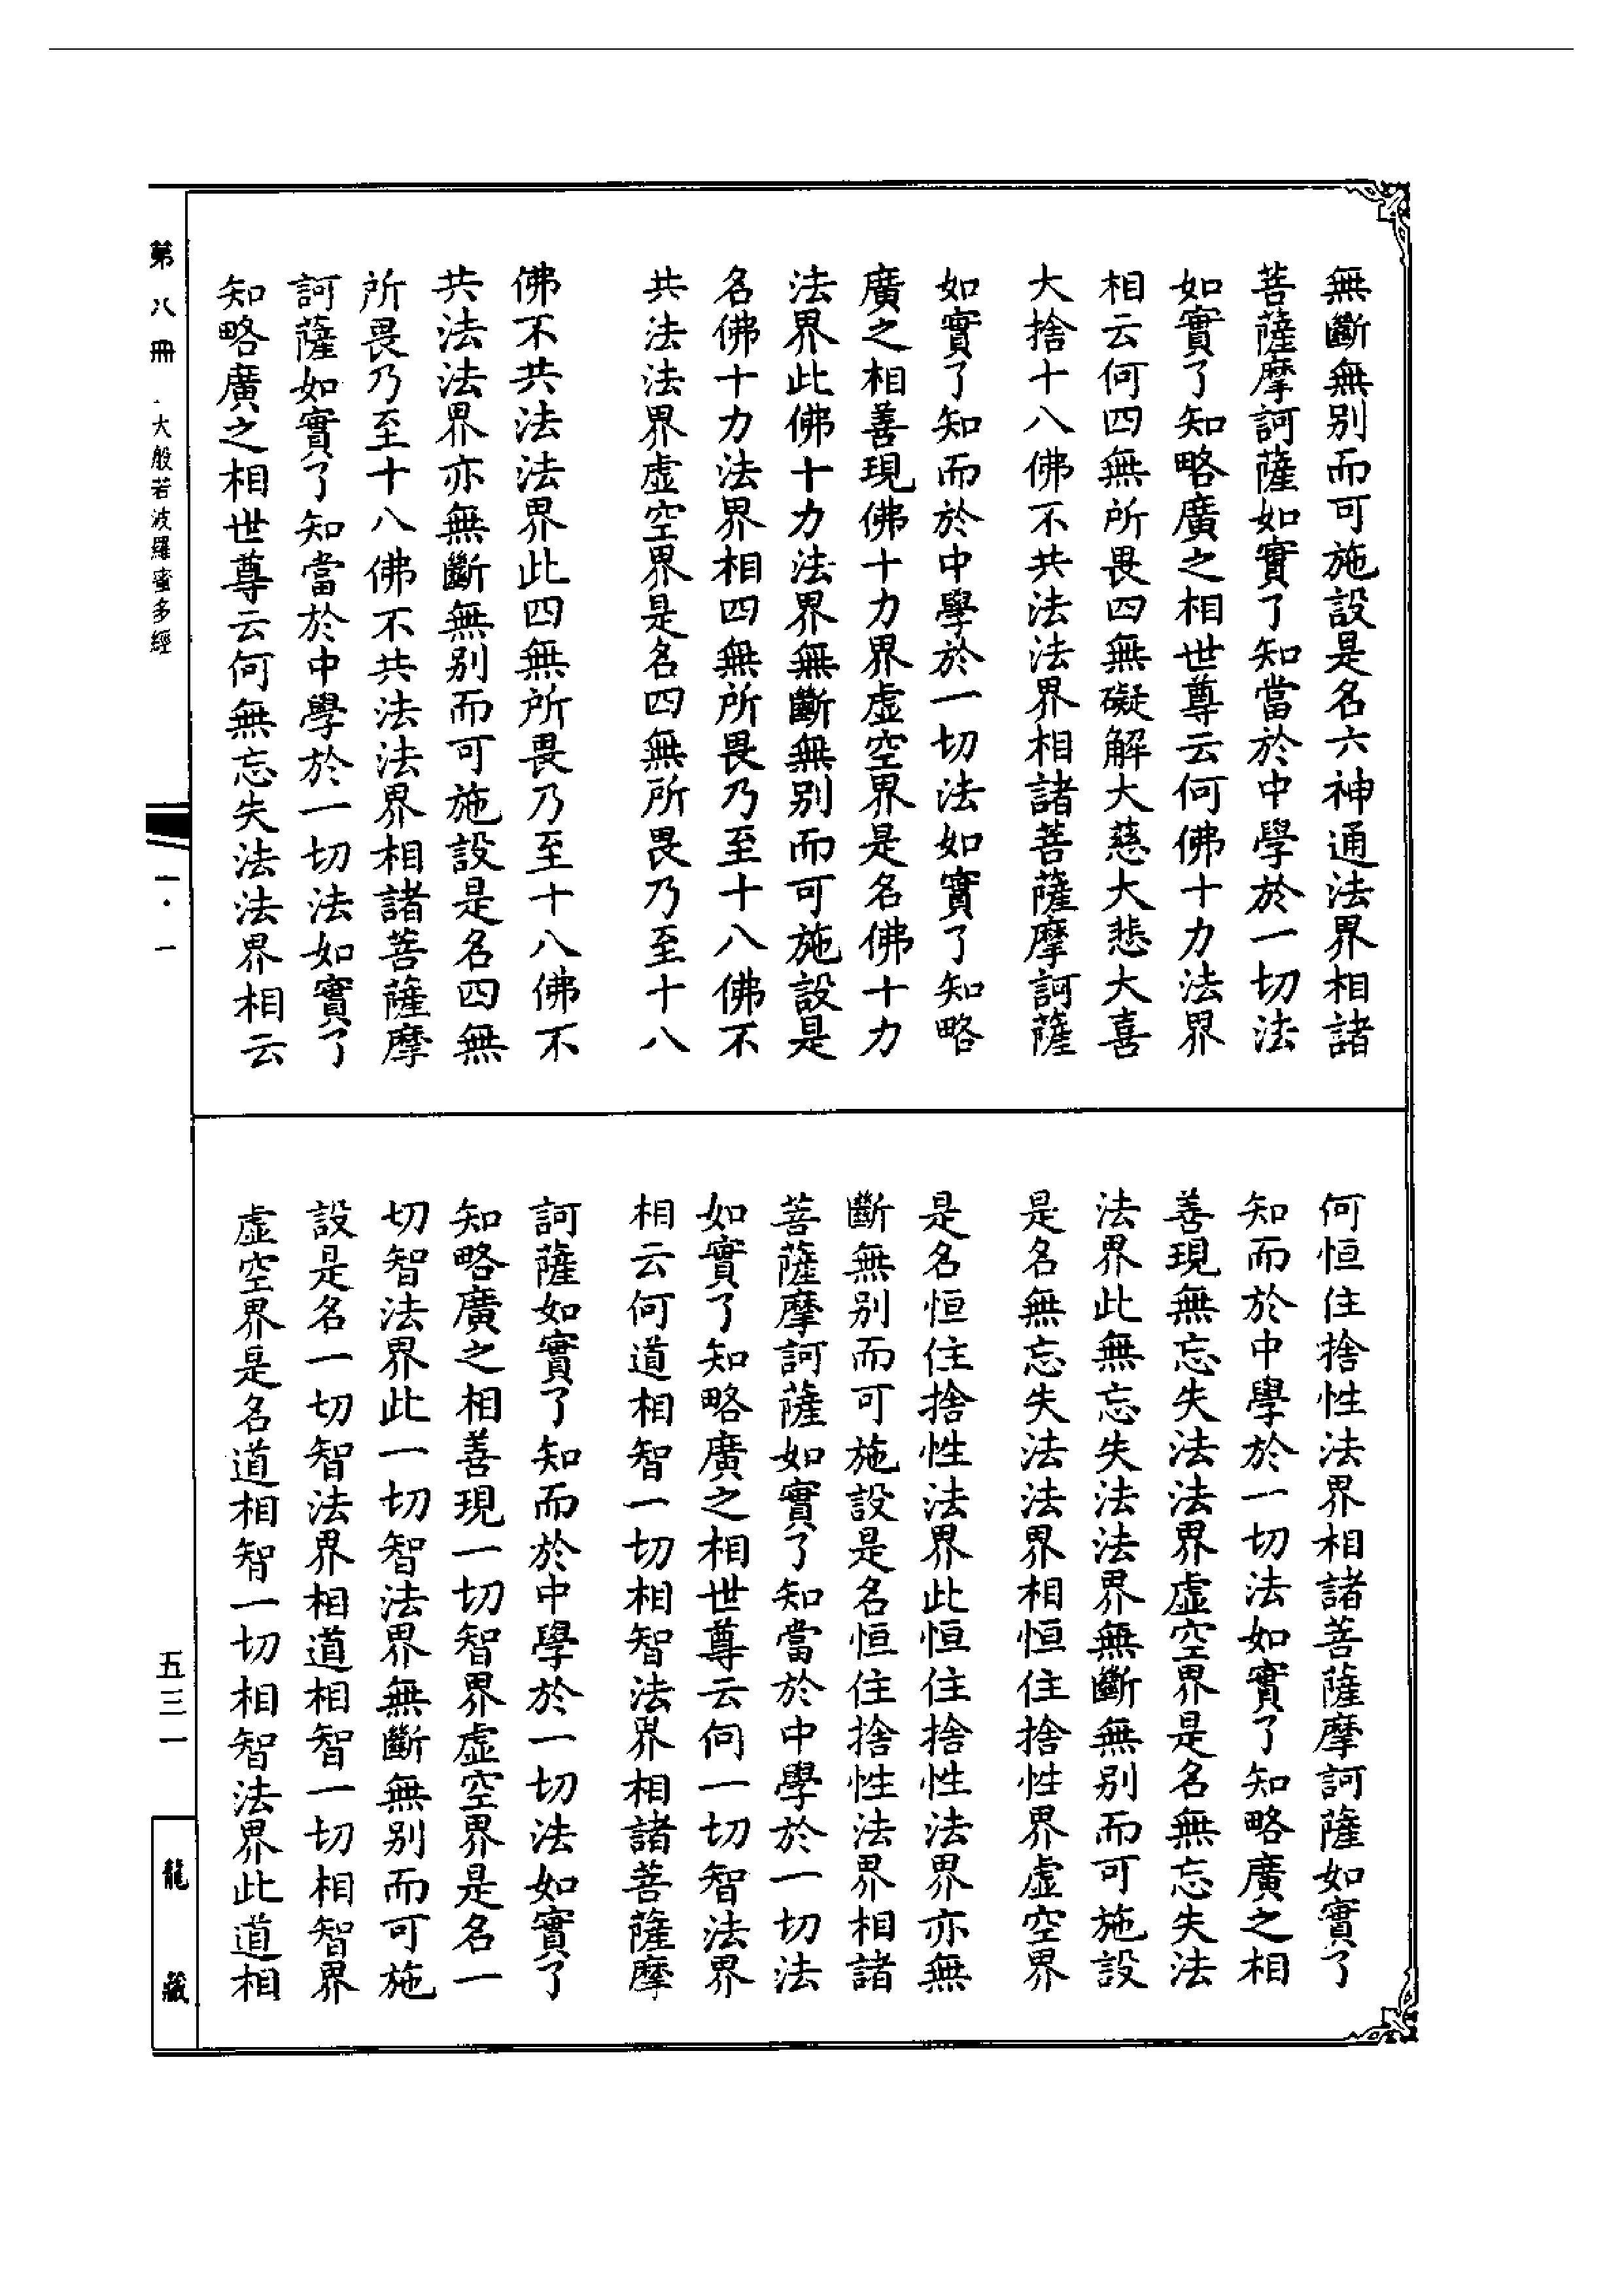 無斷無別而可施設是名六神通法界相諸
菩薩摩訶薩如實了知當於中學於一切法
如實了知略廣之相世尊云何佛十力法界
相云何四無所畏四無礙解大慈大悲大喜
大捨十八佛不共法法界相諸菩薩摩訶薩
如實了知而於中學於一切法如實了知略
廣之相善現佛十力界虛空界是名佛十力
法界此佛十力法界無斷無別而可施設是
名佛十力法界相四無所畏乃至十八佛不
共法法界虛空界是名四無所畏乃至十八
佛不共法法界此四無所畏乃至十八佛不
共法法界亦無斷無別而可施設是名四無
所畏乃至十八佛不共法法界相諸菩薩摩
訶薩如實了知當於中學於一切法如實了
知略廣之相世尊云何無忘失法法界相云
何恒住捨性法界相諸菩薩摩訶薩如實了
知而於中學於一切法如實了知略廣之相
善現無忘失法法界虛空界是名無忘失法
法界此無忘失法法界無斷無別而可施設
是名無忘失法法界相恒住捨性界虛空界
是名恒住捨性法界此恒住捨性法界亦無
斷無別而可施設是名恒住捨性法界相諸
菩薩摩訶薩如實了知當於中學於一切法
如實了知略廣之相世尊云何一切智法界
相云何道相智一切相智法界相諸菩薩摩
訶薩如實了知而於中學於一切法如實了
知略廣之相善現一切智界虛空界是名一
切智法界此一切智法界無斷無別而可施
設是名一切智法界相道相智一切相智界
虛空界是名道相智一切相智法界此道相
第八冊 大般若波羅蜜多經
一·一
五三一
龍藏